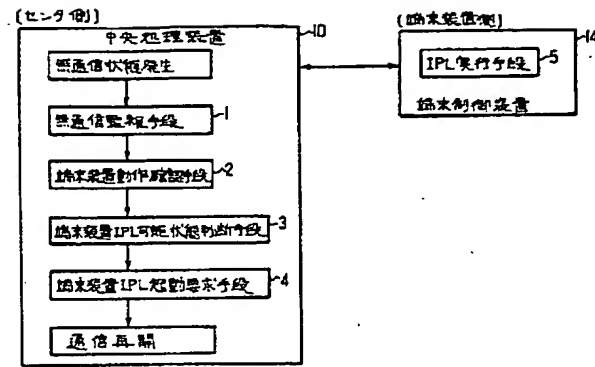 [センタ側]
中央処理装置
10
無通信状態発生
無通信監視手段
1
端末装置動作確認手段
2
端末装置IPL可能状態判断手段
3
端末装置IPL起動要求手段
4
通信再開
[端末装置側]
14
IPL実行手段
5
端末制御装置